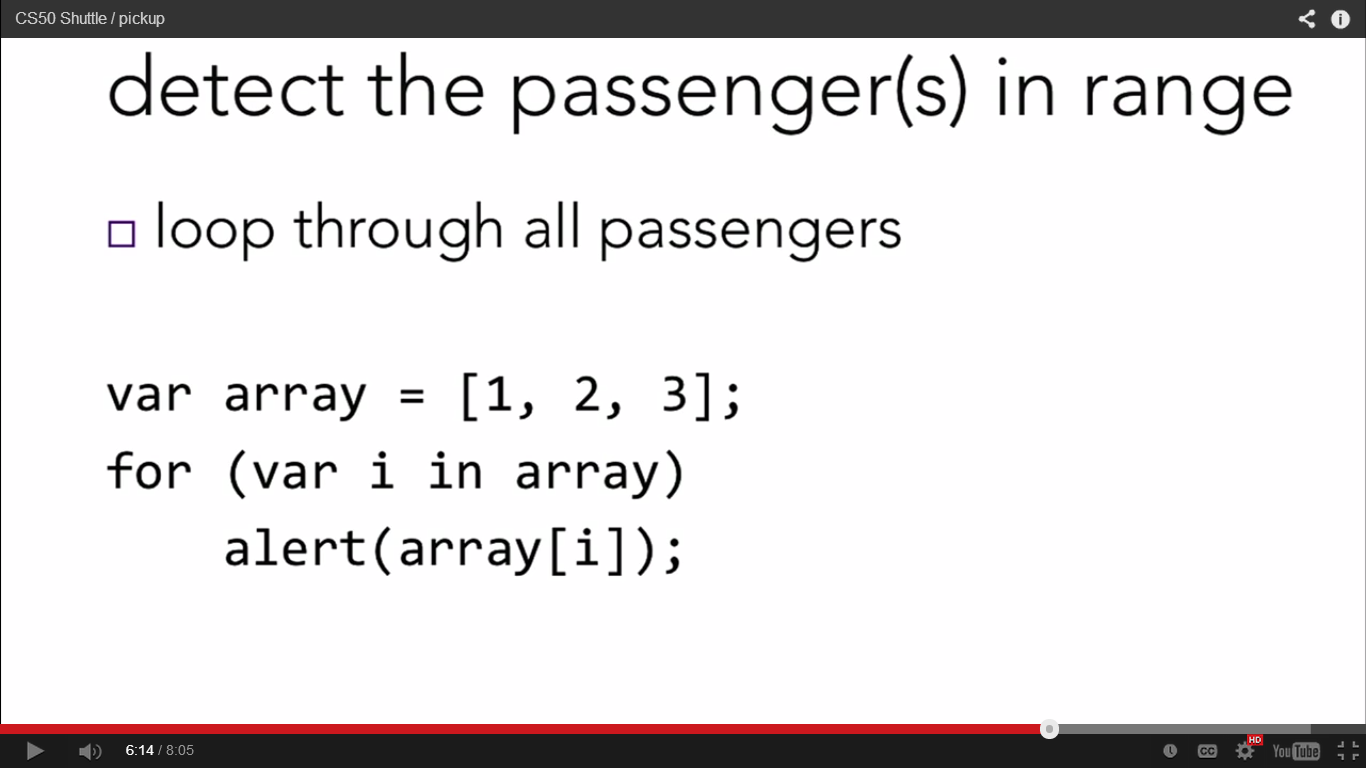 CS50 Shuttle / pickup
detect the passenger(s) in range
loop through all passengers
var array = [1, 2, 3];
for (var i in array)
    alert(array[i]);
6:14 / 8:05
CC
HD
YouTube